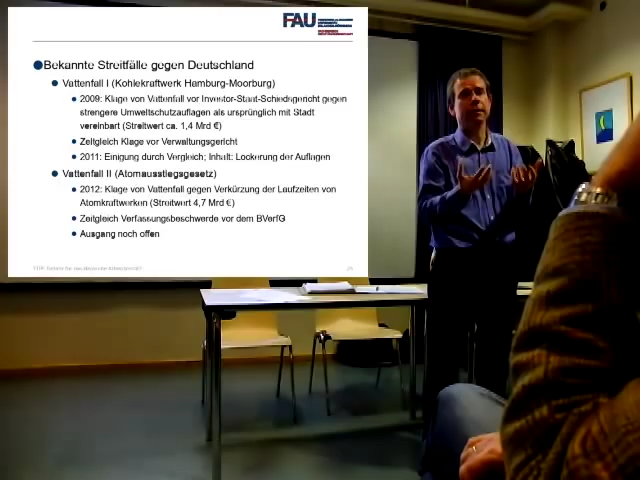 FAU
Bekannte Streitfälle gegen Deutschland
Vattenfall I (Kohlekraftwerk Hamburg-Moorburg)
2009: Klage von Vattenfall vor Investor-Staat-Schiedsgericht gegen
strengere Umweltschutzauflagen als ursprünglich mit Stadt
vereinbart (Streitwert ca. 1,4 Mrd €)
Zeitgleich Klage vor Verwaltungsgericht
2011: Einigung durch Vergleich; Inhalt: Lockerung der Auflagen
Vattenfall II (Atomausstiegsgesetz)
2012: Klage von Vattenfall gegen Verkürzung der Laufzeiten von
Atomkraftwerken (Streitwert 4,7 Mrd €)
Zeitgleich Verfassungsbeschwerde vor dem BVerfG
Ausgang noch offen